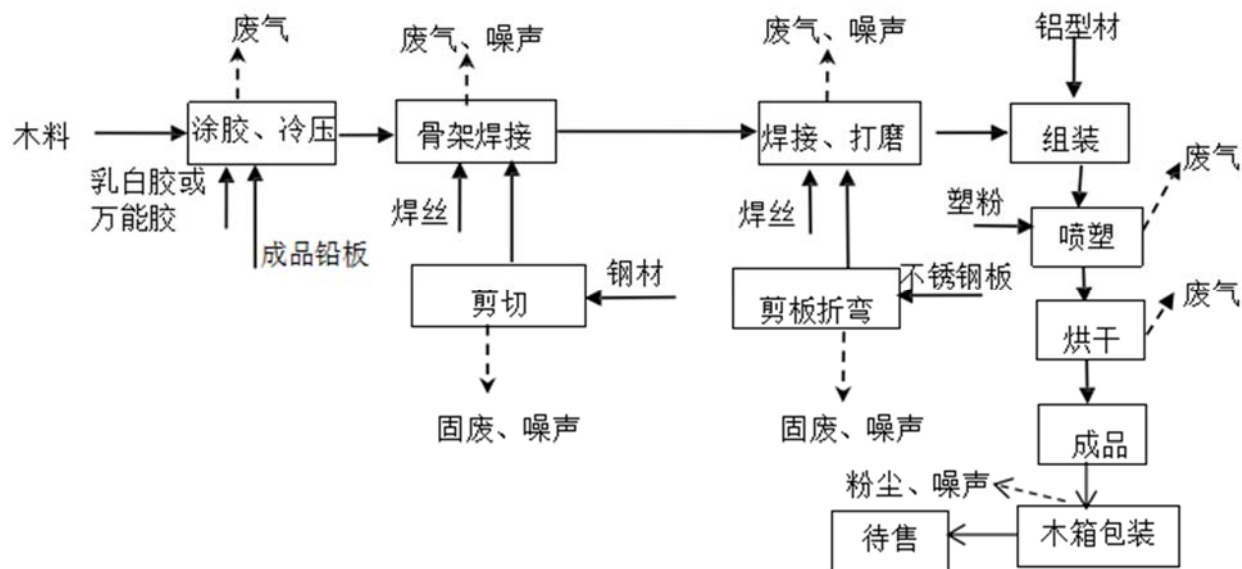 废气
废气、噪声
废气、噪声
铝型材
木料
涂胶、冷压
骨架焊接
焊接、打磨
组装
废气
乳白胶或
万能胶
焊丝
焊丝
塑粉
喷塑
成品铅板
剪切
钢材
剪板折弯
不锈钢板
废气
烘干
固废、噪声
固废、噪声
成品
粉尘、噪声
待售
木箱包装